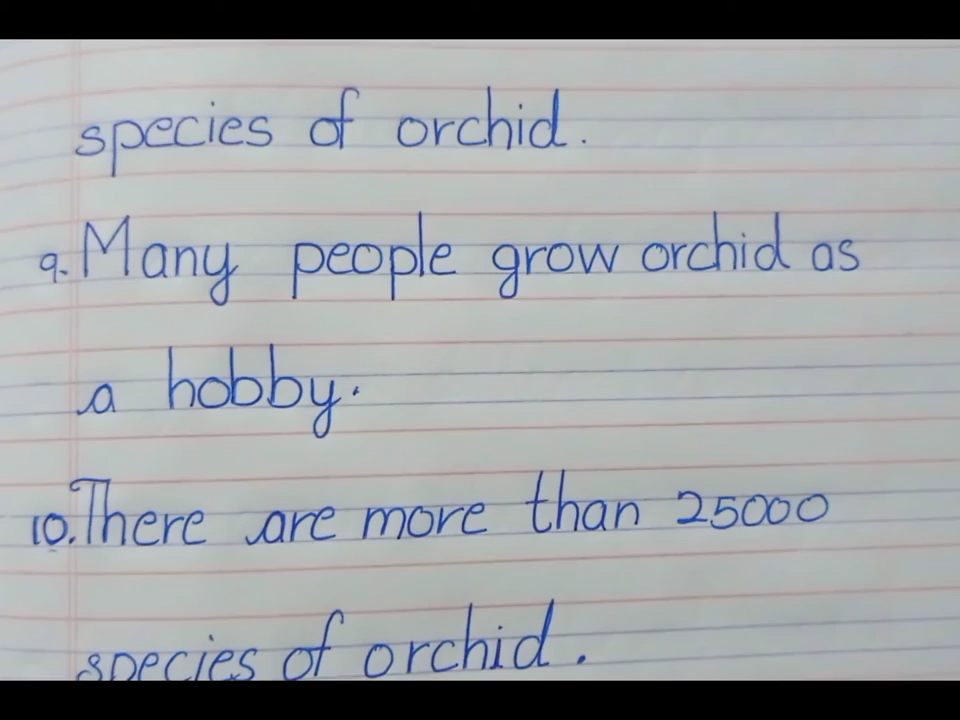 species of orchid.
9. Many people grow orchid as
a hobby.
10. There are more than 25000
species of orchid.